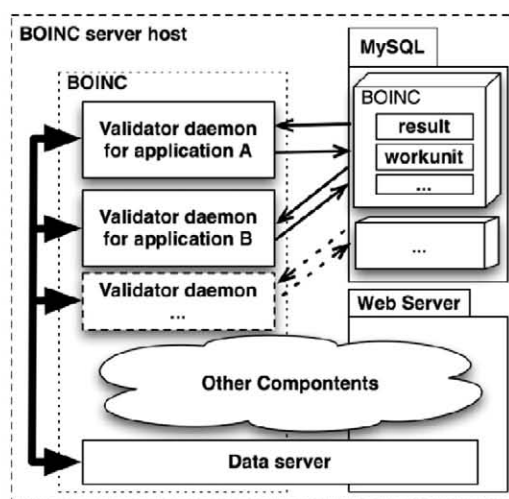 BOINC server host
MySQL
BOINC
BOINC
result
workunit
...
Validator daemon
for application A
Validator daemon
for application B
Validator daemon
...
...
Web Server
Other Compontents
Data server